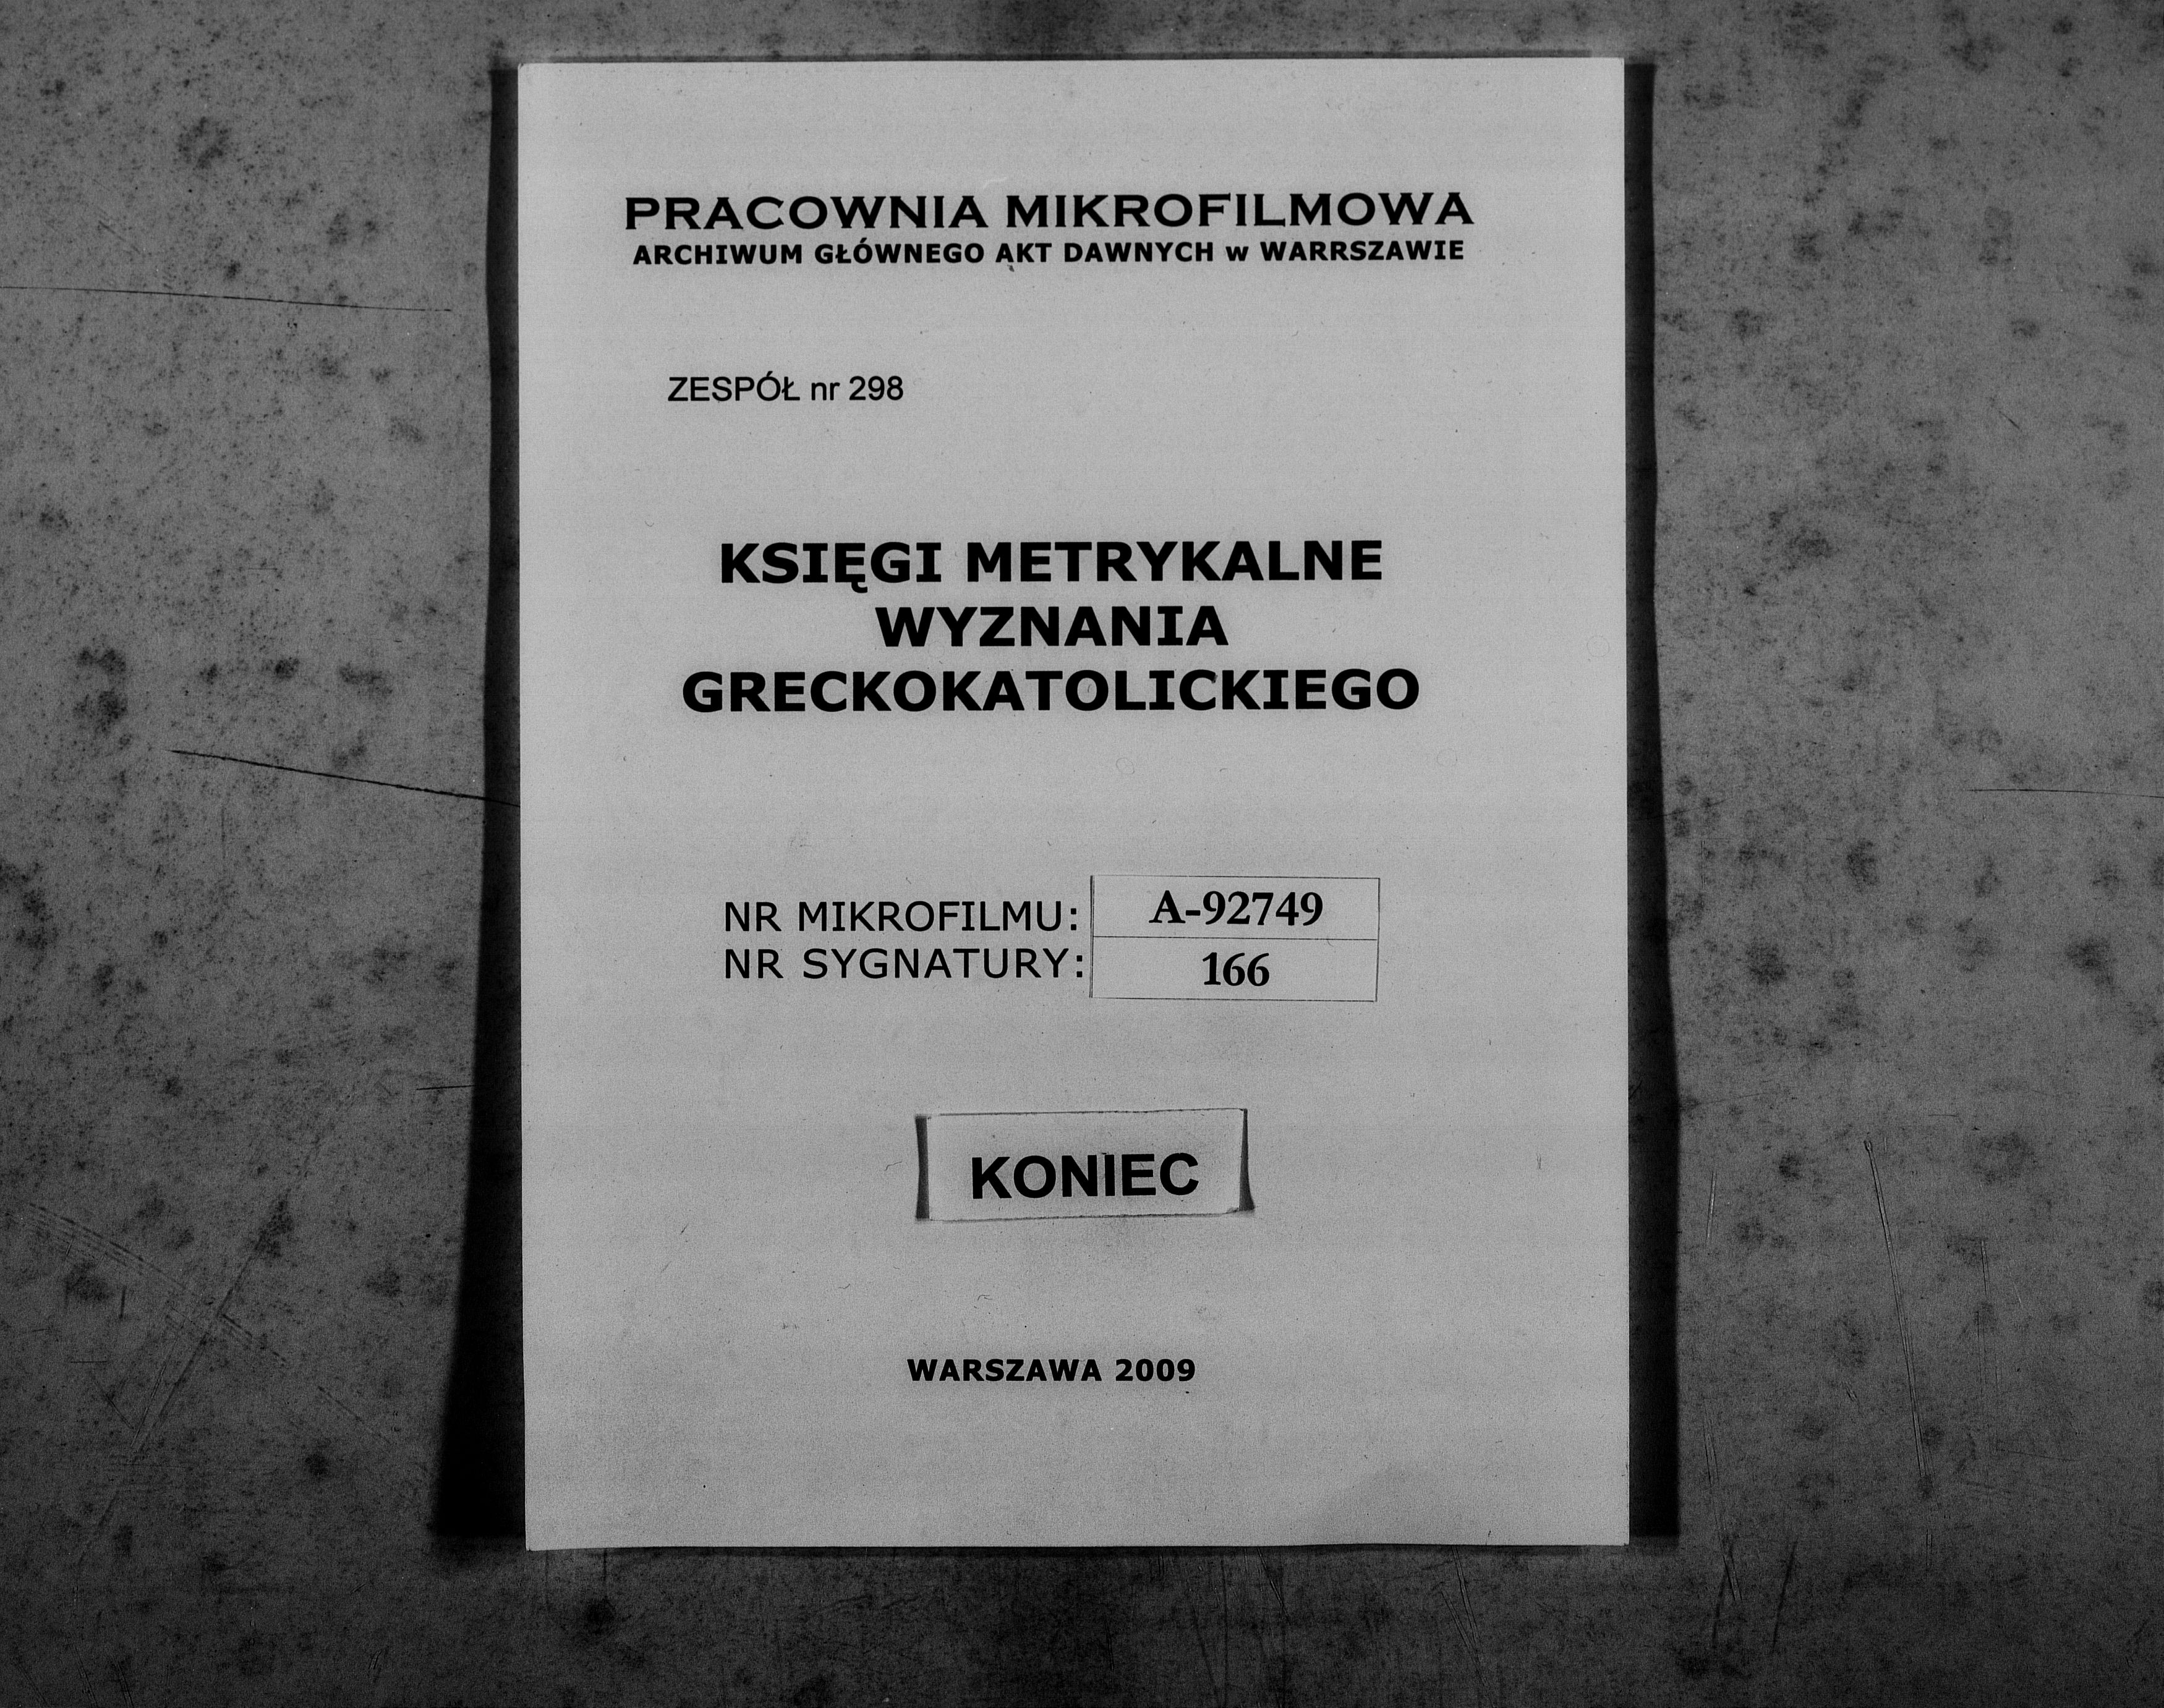 PRACOWNIA MIKROFILMOWA
ARCHIWUM GŁÓWNEGO AKT DAWNYCH w WARRSZAWIE
ZESPÓŁ nr 298
KSIĘGI METRYKALNE
WYZNANIA
GRECKOKATOLICKIEGO
NR MIKROFILMU: A-92749
NR SYGNATURY: 166
KONIEC
WARSZAWA 2009